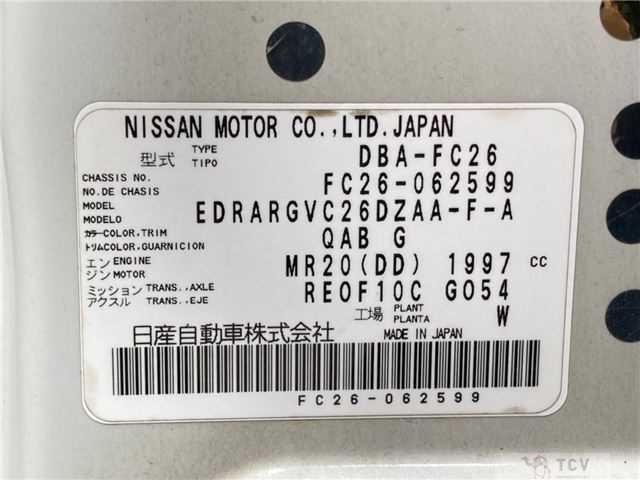 NISSAN MOTOR CO.,LTD.JAPAN
型式 TYPE TIPO DBA-FC26
CHASSIS NO. NO.DE CHASIS FC26-062599
MODEL MODELO EDRARGVC26DZAA-F-A
カラー COLOR,TRIM トリムCOLOR,GUARNICION QAB G
エンジン ENGINE MOTOR MR20(DD) 1997 CC
ミッション TRANS.,AXLE アクスル TRANS.,EJE RE0F10C G054
工場 PLANT PLANTA W
日産自動車株式会社 MADE IN JAPAN
FC26-062599
TCV